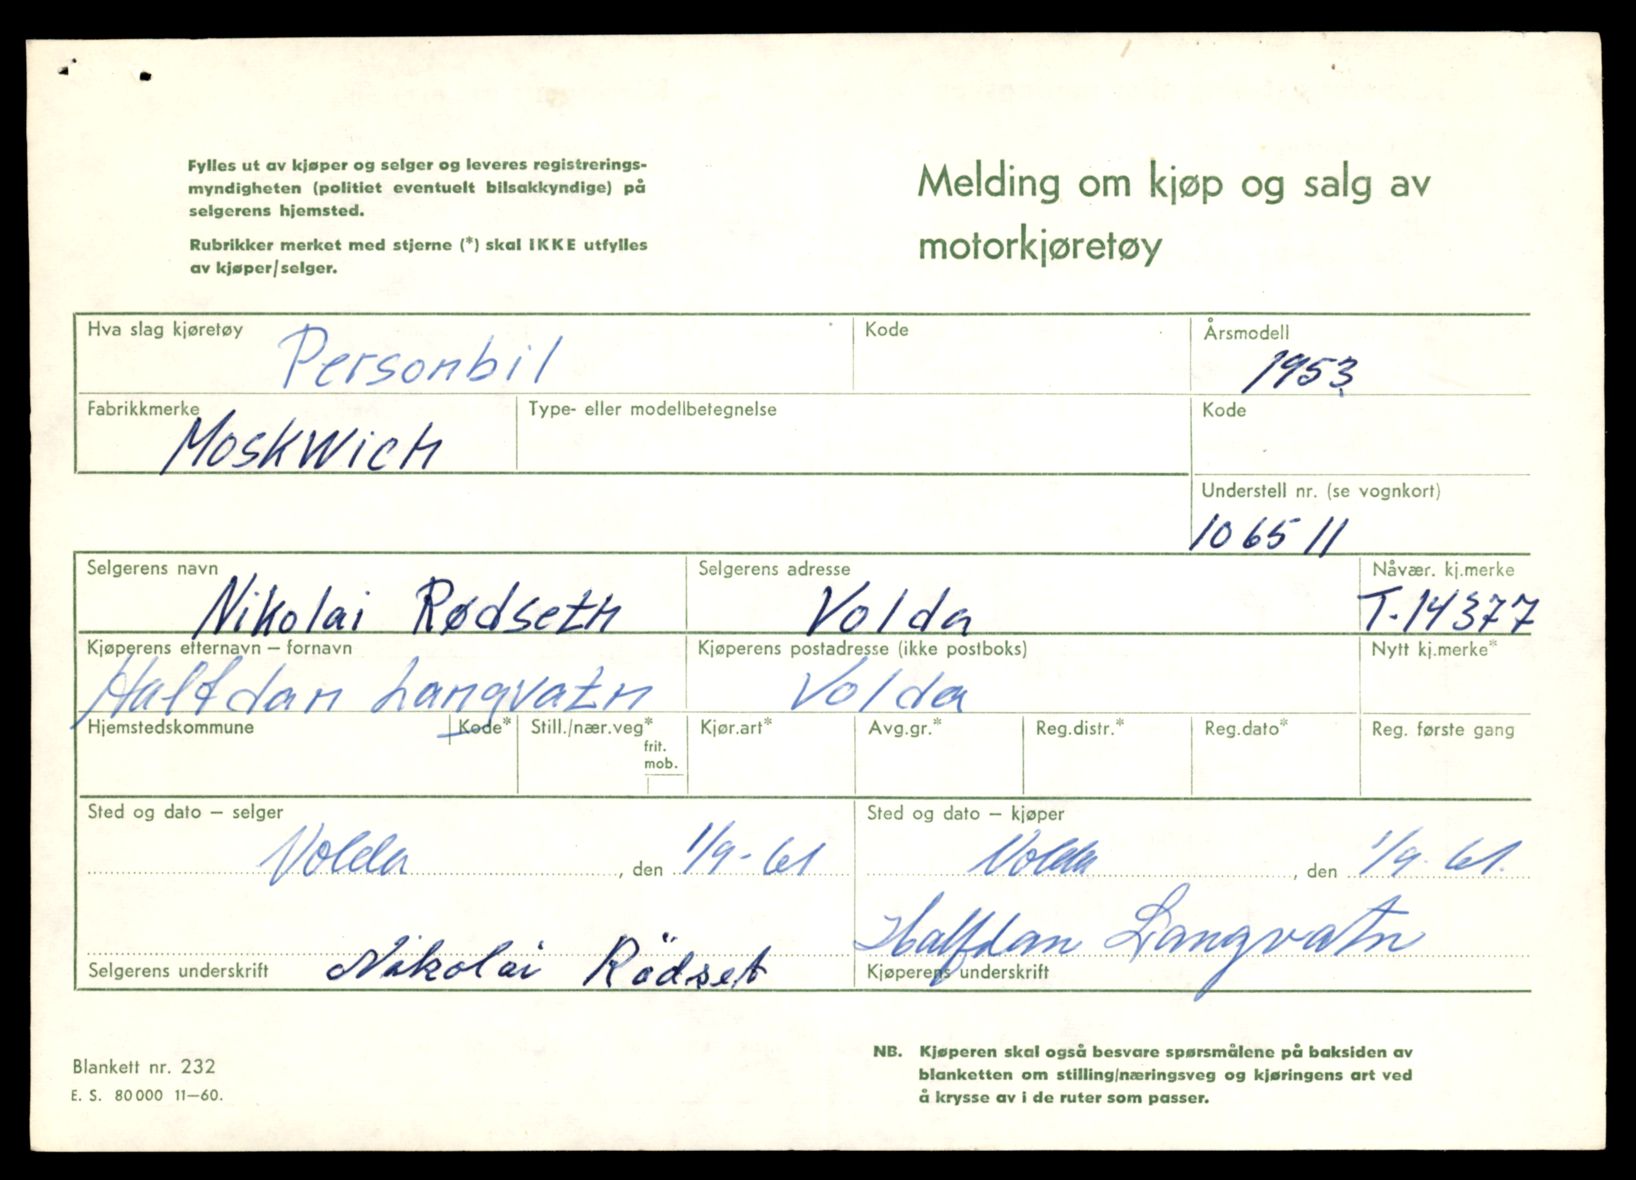 Fylles ut av kjøper og selger og leveres registrerings-
myndigheten (politiet eventuelt bilsakkyndige) på
selgerens hjemsted.
Rubrikker merket med stjerne (*) skal IKKE utfylles
av kjøper/selger.
Melding om kjøp og salg av
motorkjøretøy
Hva slag kjøretøy
Personbil
Kode
Årsmodell
1953
Fabrikkmerke
MoskWich
Type- eller modellbetegnelse
Kode
Understell nr. (se vognkort)
106511
Selgerens navn
Nikolai Rødseth
Selgerens adresse
Volda
Nåvær. kj.merke
T-14377
Kjøperens etternavn – fornavn
Halfdan Langvatn
Kjøperens postadresse (ikke postboks)
Volda
Nytt kj.merke*
Hjemstedskommune
Kode*
Still./nær.veg*
frit.
mob.
Kjør.art*
Avg.gr.*
Reg.distr.*
Reg.dato*
Reg. første gang
Sted og dato – selger
Volda, den 1/9-61
Sted og dato – kjøper
Volda, den 1/9-61.
Selgerens underskrift Nikolai Rödset
Halfdan Langvatn
Kjøperens underskrift
Blankett nr. 232
E. S. 80000 11–60.
NB. Kjøperen skal også besvare spørsmålene på baksiden av
blanketten om stilling/næringsveg og kjøringens art ved
å krysse av i de ruter som passer.